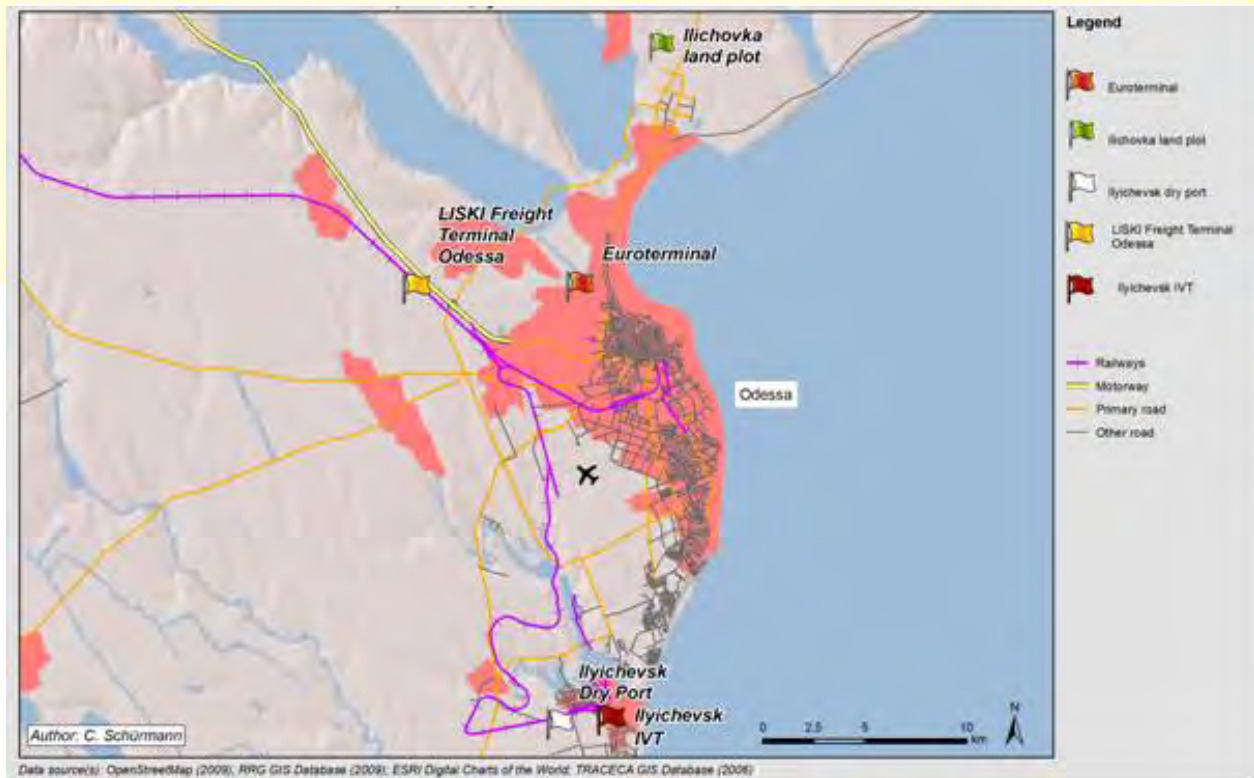 Ilichovka
land plot
LISKI Freight
Terminal
Odessa
Euroterminal
Odessa
Ilyichevsk
Dry Port
Ilyichevsk
IVT
Author: C. Schürmann
0 2.5 5 10
km
N
Data source(s): OpenStreetMap (2009); RRG GIS Database (2009); ESRI Digital Charts of the World; TRACECA GIS Database (2006)
Legend
Euroterminal
Ilichovka land plot
Ilyichevsk dry port
LISKI Freight Terminal
Odessa
Ilyichevsk IVT
Railways
Motorway
Primary road
Other road